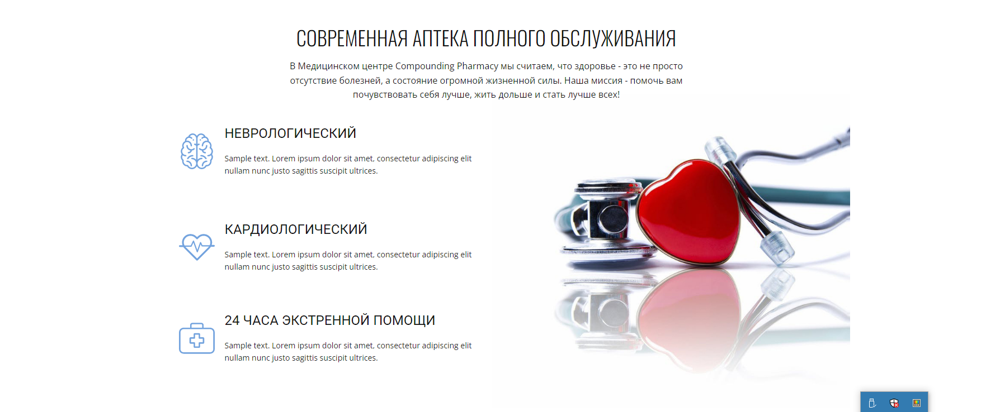 СОВРЕМЕННАЯ АПТЕКА ПОЛНОГО ОБСЛУЖИВАНИЯ
В Медицинском центре Compounding Pharmacy мы считаем, что здоровье - это не просто
отсутствие болезней, а состояние огромной жизненной силы. Наша миссия - помочь вам
почувствовать себя лучше, жить дольше и стать лучше всех!
НЕВРОЛОГИЧЕСКИЙ
Sample text. Lorem ipsum dolor sit amet, consectetur adipiscing elit
nullam nunc justo sagittis suscipit ultrices.
КАРДИОЛОГИЧЕСКИЙ
Sample text. Lorem ipsum dolor sit amet, consectetur adipiscing elit
nullam nunc justo sagittis suscipit ultrices.
24 ЧАСА ЭКСТРЕННОЙ ПОМОЩИ
Sample text. Lorem ipsum dolor sit amet, consectetur adipiscing elit
nullam nunc justo sagittis suscipit ultrices.